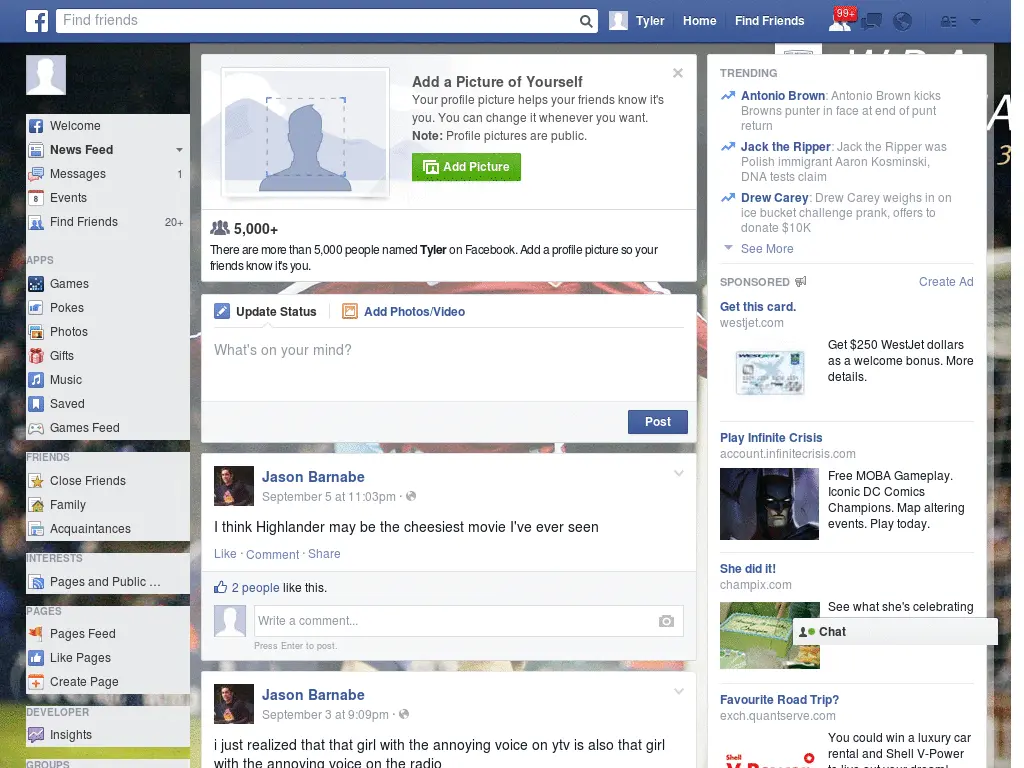 Find friends
Tyler Home Find Friends
99+
Welcome
News Feed
Messages 1
8 Events
Find Friends 20+
APPS
Games
Pokes
Photos
Gifts
Music
Saved
Games Feed
FRIENDS
Close Friends
Family
Acquaintances
INTERESTS
Pages and Public ...
PAGES
Pages Feed
Like Pages
Create Page
DEVELOPER
Insights
GROUPS
Add a Picture of Yourself
Your profile picture helps your friends know it's
you. You can change it whenever you want.
Note: Profile pictures are public.
Add Picture
5,000+
There are more than 5,000 people named Tyler on Facebook. Add a profile picture so your
friends know it's you.
Update Status Add Photos/Video
What's on your mind?
Post
Jason Barnabe
September 5 at 11:03pm ·
I think Highlander may be the cheesiest movie I've ever seen
Like · Comment · Share
2 people like this.
Write a comment...
Press Enter to post.
Jason Barnabe
September 3 at 9:09pm ·
i just realized that that girl with the annoying voice on ytv is also that girl
with the annoying voice on the radio
TRENDING
Antonio Brown: Antonio Brown kicks
Browns punter in face at end of punt
return
Jack the Ripper: Jack the Ripper was
Polish immigrant Aaron Kosminski,
DNA tests claim
Drew Carey: Drew Carey weighs in on
ice bucket challenge prank, offers to
donate $10K
See More
SPONSORED Create Ad
Get this card.
westjet.com
Get $250 WestJet dollars
as a welcome bonus. More
details.
Play Infinite Crisis
account.infinitecrisis.com
Free MOBA Gameplay.
Iconic DC Comics
Champions. Map altering
events. Play today.
She did it!
champix.com
See what she's celebrating
Chat
Favourite Road Trip?
exch.quantserve.com
You could win a luxury car
rental and Shell V-Power
to live out your dream!
Shell